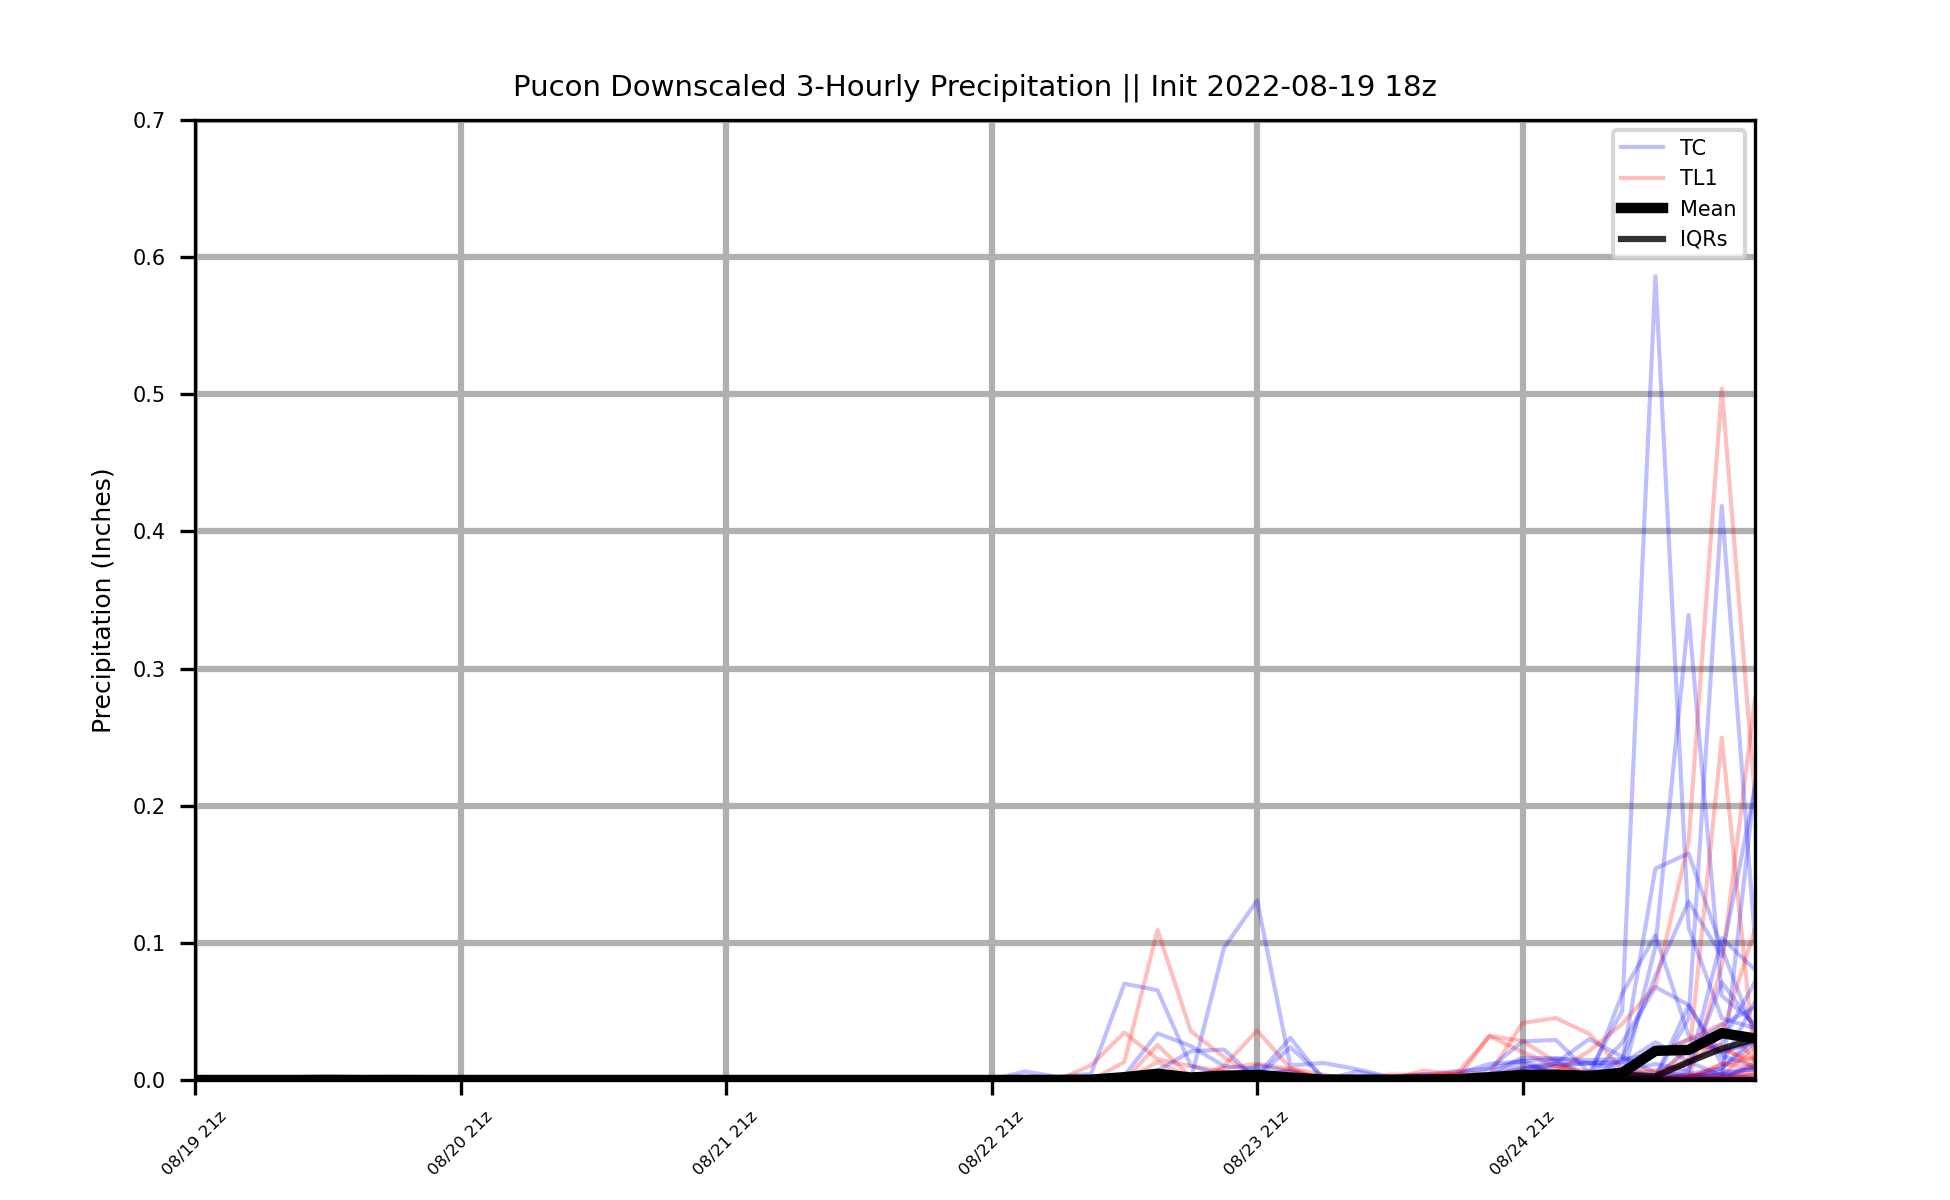 Pucon Downscaled 3-Hourly Precipitation || Init 2022-08-19 18z
0.7
0.6
0.5
0.4
0.3
0.2
0.1
0.0
Precipitation (Inches)
TC
TL1
Mean
IQRs
08/19 21z
08/20 21z
08/21 21z
08/22 21z
08/23 21z
08/24 21z